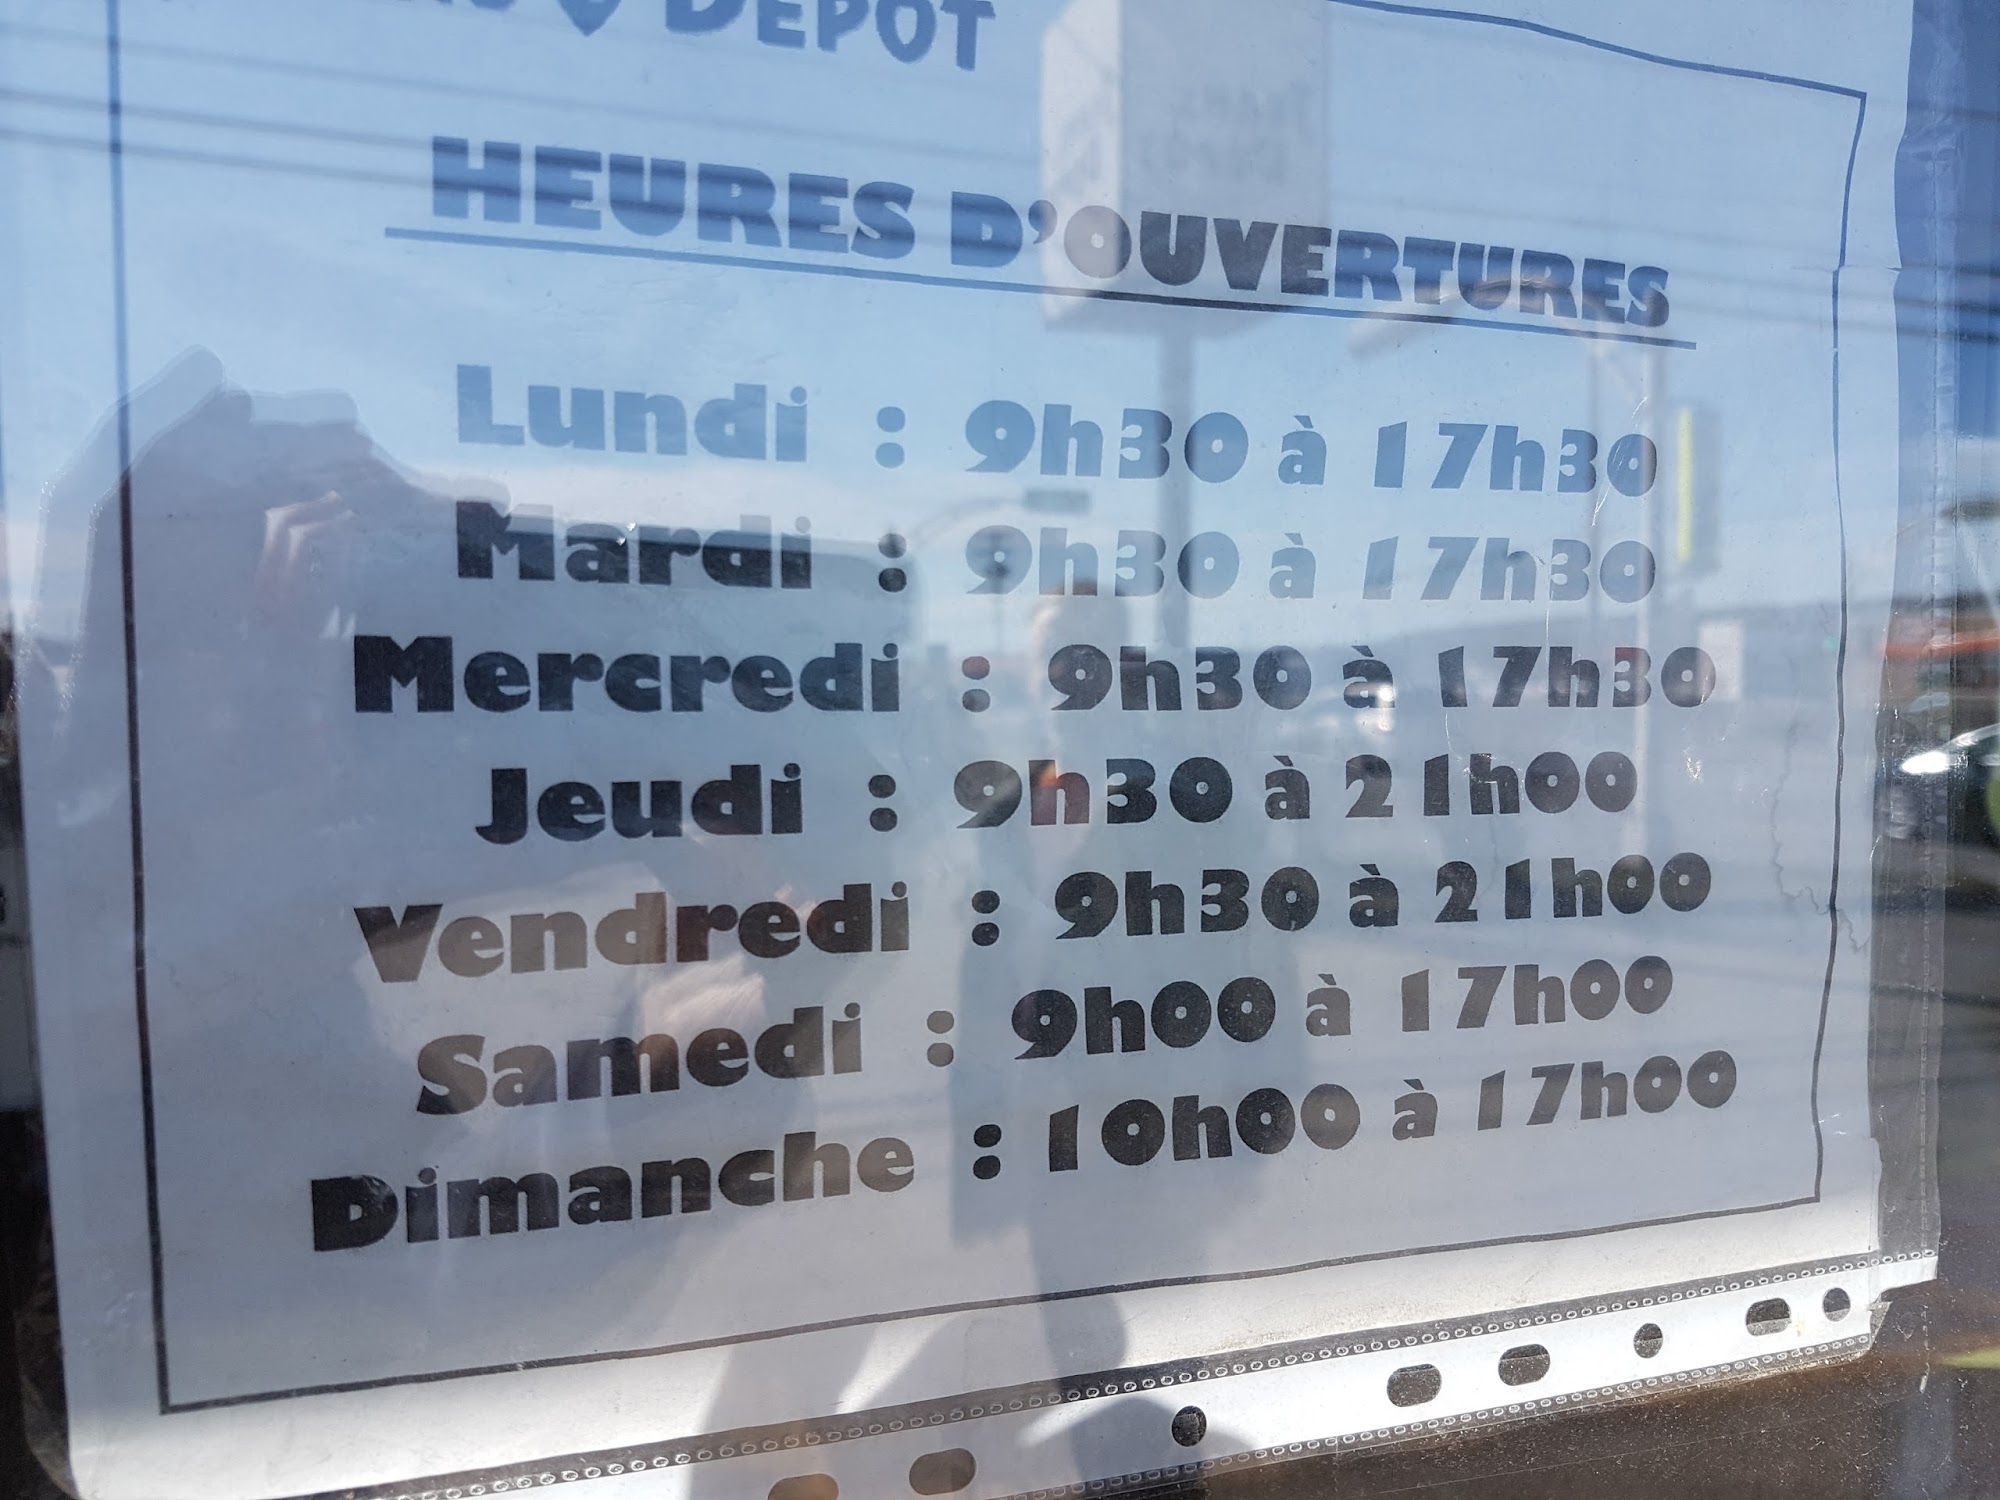 DÉPÔT
HEURES D'OUVERTURES
Lundi : 9h30 à 17h30
Mardi : 9h30 à 17h30
Mercredi : 9h30 à 17h30
Jeudi : 9h30 à 21h00
Vendredi : 9h30 à 21h00
Samedi : 9h00 à 17h00
Dimanche : 10h00 à 17h00